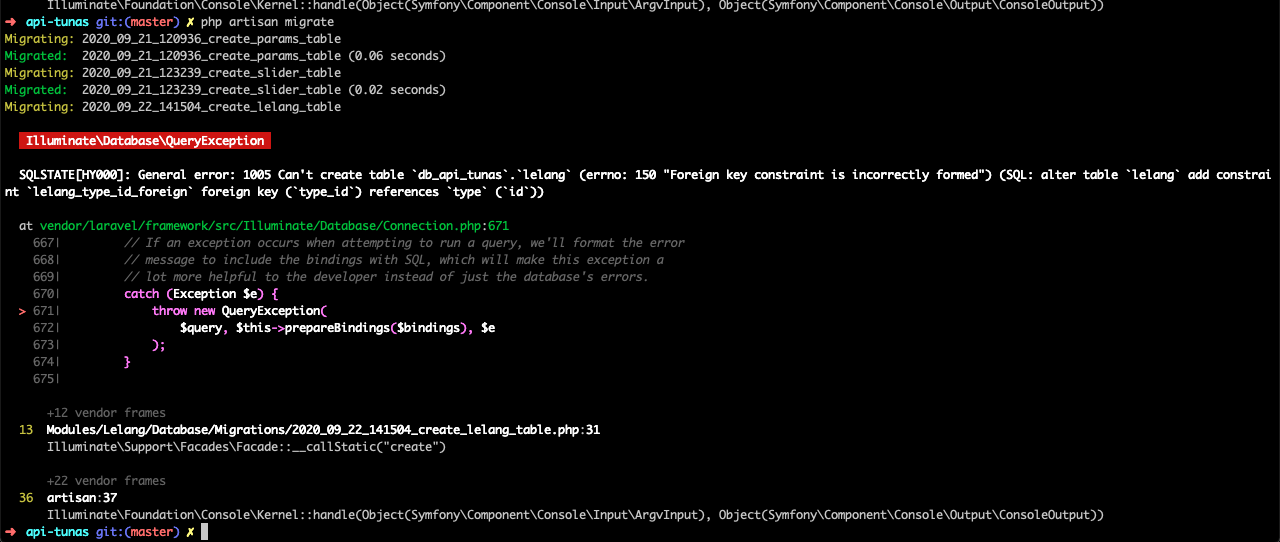 Illuminate\Foundation\Console\Kernel::handle(Object(Symfony\Component\Console\Input\ArgvInput), Object(Symfony\Component\Console\Output\ConsoleOutput))
➜  api-tunas git:(master) ✗ php artisan migrate
Migrating: 2020_09_21_120936_create_params_table
Migrated:  2020_09_21_120936_create_params_table (0.06 seconds)
Migrating: 2020_09_21_123239_create_slider_table
Migrated:  2020_09_21_123239_create_slider_table (0.02 seconds)
Migrating: 2020_09_22_141504_create_lelang_table
Illuminate\Database\QueryException
SQLSTATE[HY000]: General error: 1005 Can't create table `db_api_tunas`.`lelang` (errno: 150 "Foreign key constraint is incorrectly formed") (SQL: alter table `lelang` add constrai
nt `lelang_type_id_foreign` foreign key (`type_id`) references `type` (`id`))
at vendor/laravel/framework/src/Illuminate/Database/Connection.php:671
667|         // If an exception occurs when attempting to run a query, we'll format the error
668|         // message to include the bindings with SQL, which will make this exception a
669|         // lot more helpful to the developer instead of just the database's errors.
670|         catch (Exception $e) {
> 671|             throw new QueryException(
672|                 $query, $this->prepareBindings($bindings), $e
673|             );
674|         }
675|
+12 vendor frames
13  Modules/Lelang/Database/Migrations/2020_09_22_141504_create_lelang_table.php:31
Illuminate\Support\Facades\Facade::__callStatic("create")
+22 vendor frames
36  artisan:37
Illuminate\Foundation\Console\Kernel::handle(Object(Symfony\Component\Console\Input\ArgvInput), Object(Symfony\Component\Console\Output\ConsoleOutput))
➜  api-tunas git:(master) ✗